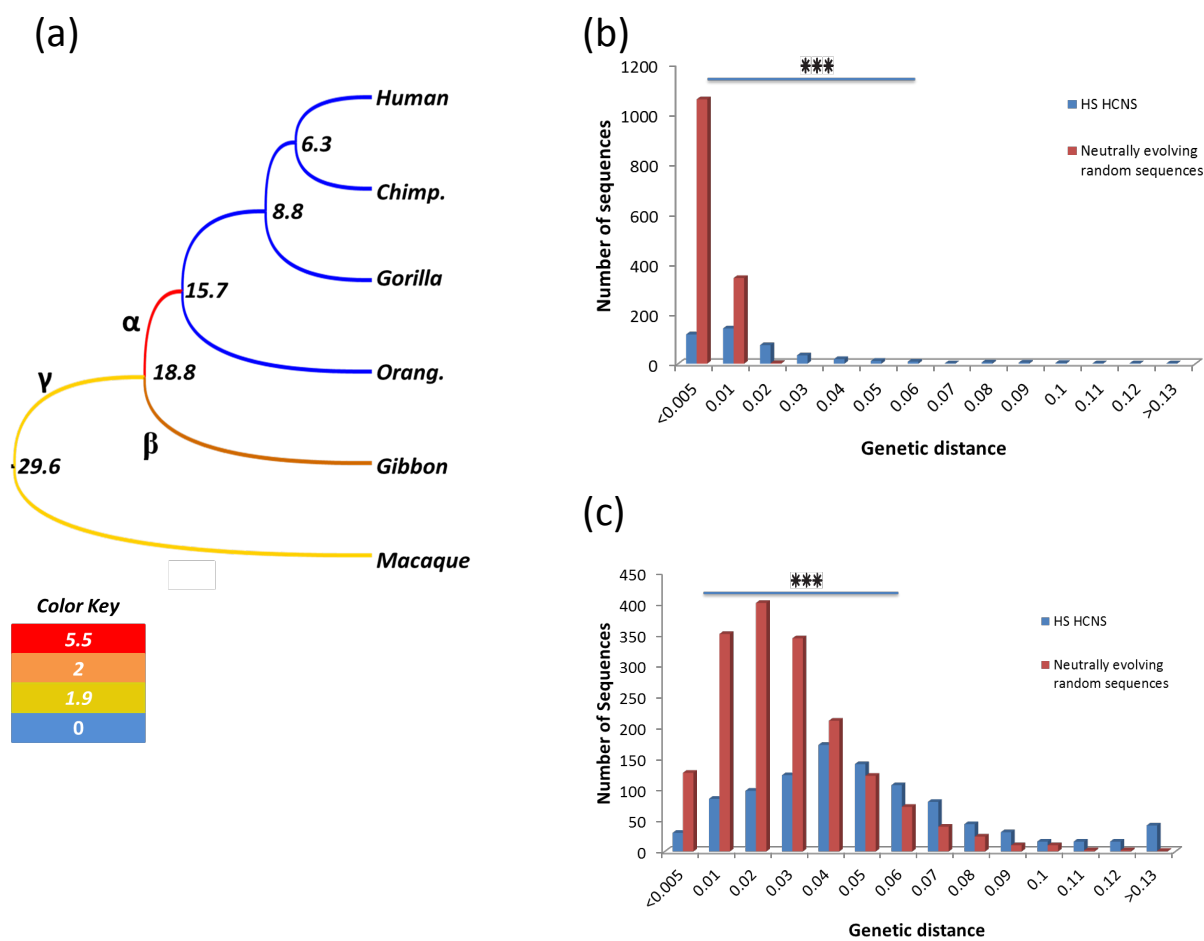 (a)
Human
6.3
Chimp.
8.8
Gorilla
15.7
α
Orang.
18.8
γ
β
Gibbon
29.6
Macaque
Color Key
5.5
2
1.9
0
(b)
***
1200
1000
800
600
400
200
0
Number of sequences
HS HCNS
Neutrally evolving
random sequences
<0.005 0.01 0.02 0.03 0.04 0.05 0.06 0.07 0.08 0.09 0.1 0.11 0.12 >0.13
Genetic distance
(c)
***
450
400
350
300
250
200
150
100
50
0
Number of Sequences
HS HCNS
Neutrally evolving
random sequences
<0.005 0.01 0.02 0.03 0.04 0.05 0.06 0.07 0.08 0.09 0.1 0.11 0.12 >0.13
Genetic distance